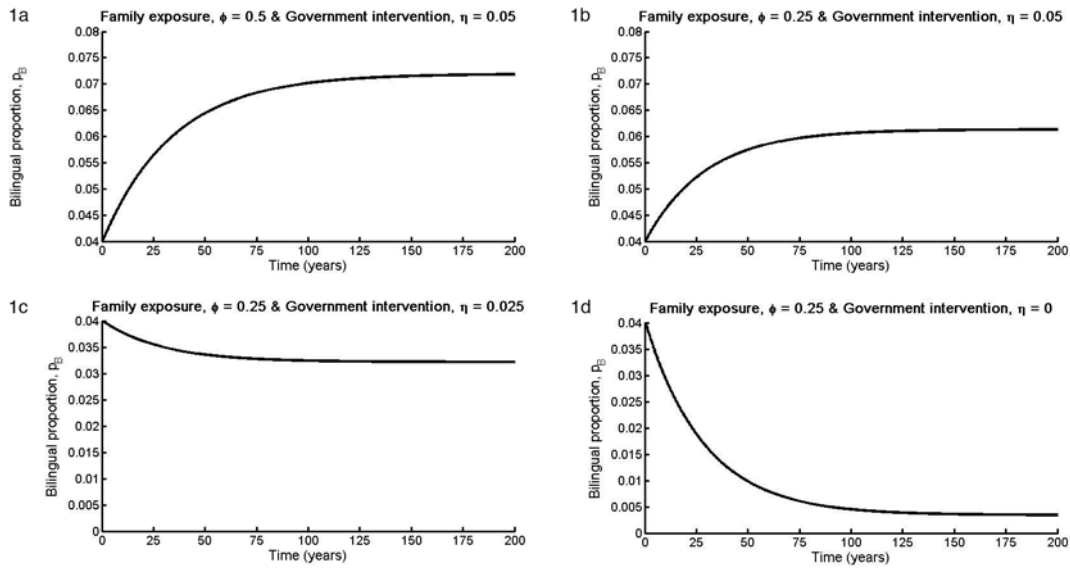 1a Family exposure, ϕ = 0.5 & Government intervention, η = 0.05
Bilingual proportion, p_B
0.08
0.075
0.07
0.065
0.06
0.055
0.05
0.045
0.04
0 25 50 75 100 125 150 175 200
Time (years)
1b Family exposure, ϕ = 0.25 & Government intervention, η = 0.05
Bilingual proportion, p_B
0.08
0.075
0.07
0.065
0.06
0.055
0.05
0.045
0.04
0 25 50 75 100 125 150 175 200
Time (years)
1c Family exposure, ϕ = 0.25 & Government intervention, η = 0.025
Bilingual proportion, p_B
0.04
0.035
0.03
0.025
0.02
0.015
0.01
0.005
0
0 25 50 75 100 125 150 175 200
Time (years)
1d Family exposure, ϕ = 0.25 & Government intervention, η = 0
Bilingual proportion, p_B
0.04
0.035
0.03
0.025
0.02
0.015
0.01
0.005
0
0 25 50 75 100 125 150 175 200
Time (years)